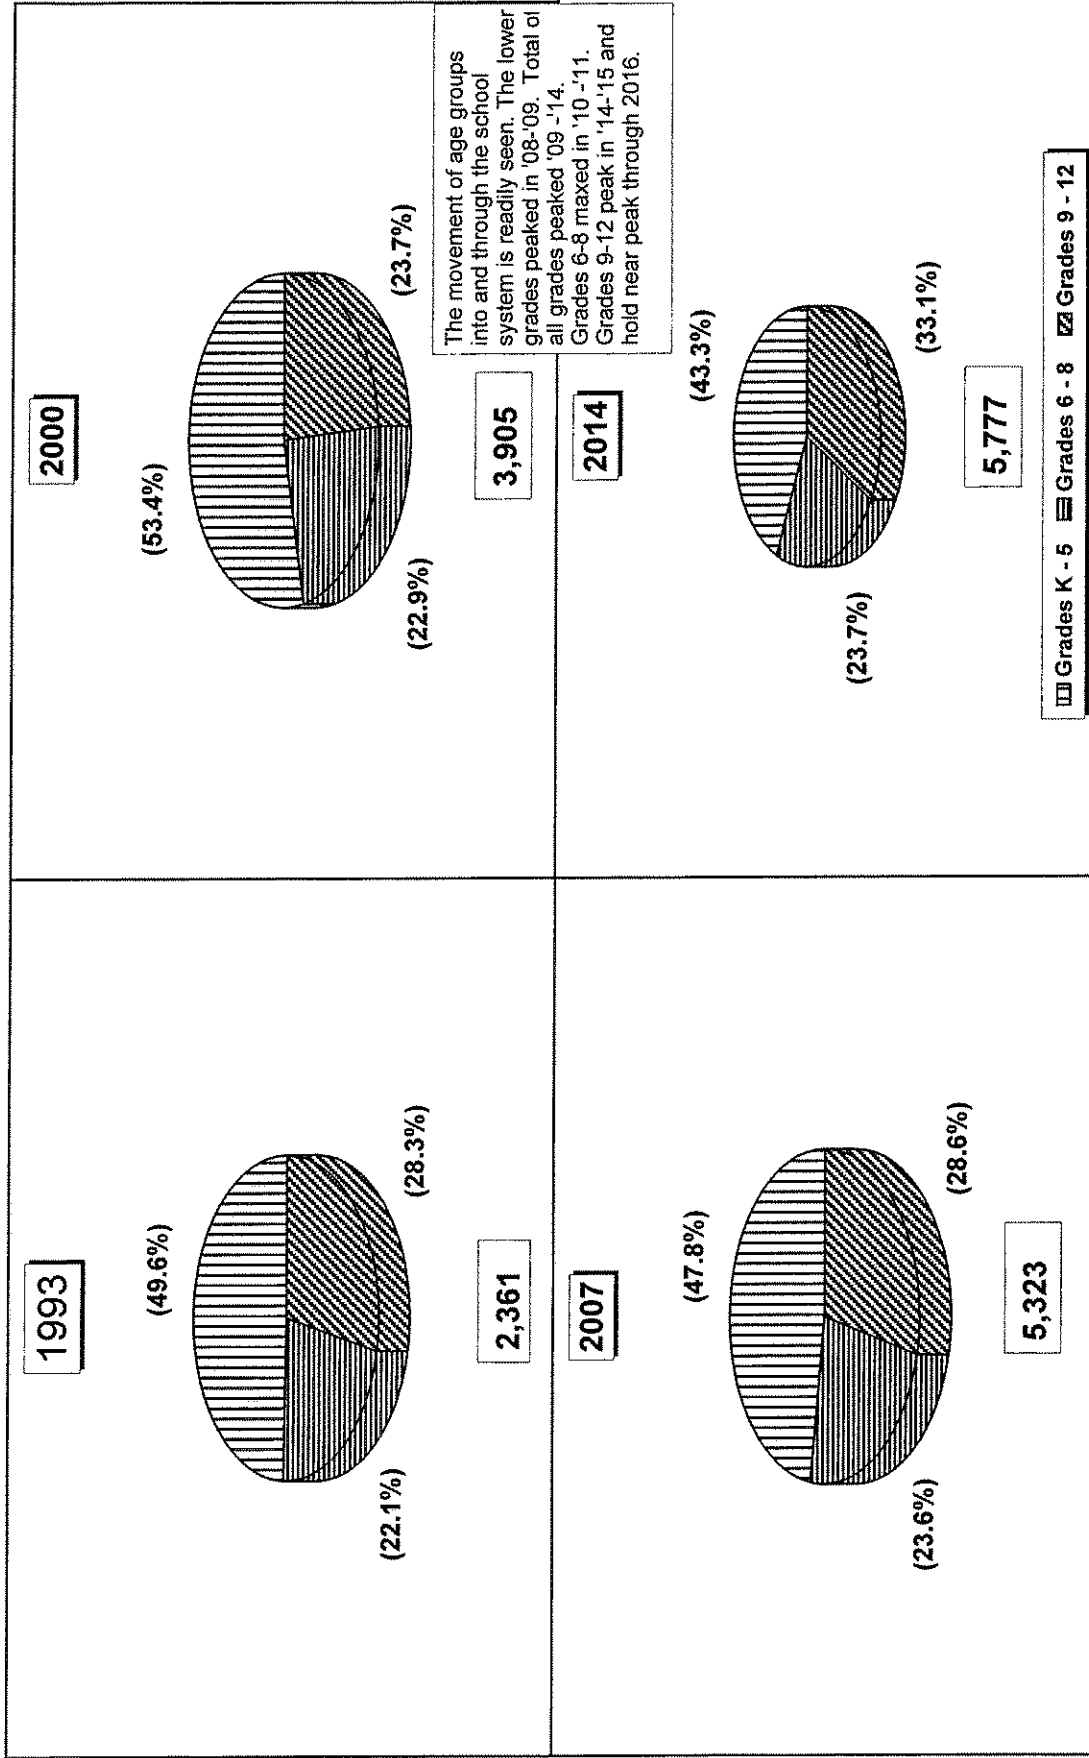 1993
(49.6%)
(28.3%)
(22.1%)
2,361
2000
(53.4%)
(23.7%)
(22.9%)
3,905
The movement of age groups
into and through the school
system is readily seen. The lower
grades peaked in '08-'09. Total of
all grades peaked '09 -'14.
Grades 6-8 maxed in '10 -'11.
Grades 9-12 peak in '14-'15 and
hold near peak through 2016.
2007
(47.8%)
(28.6%)
(23.6%)
5,323
2014
(43.3%)
(33.1%)
(23.7%)
5,777
Grades K - 5 Grades 6 - 8 Grades 9 - 12